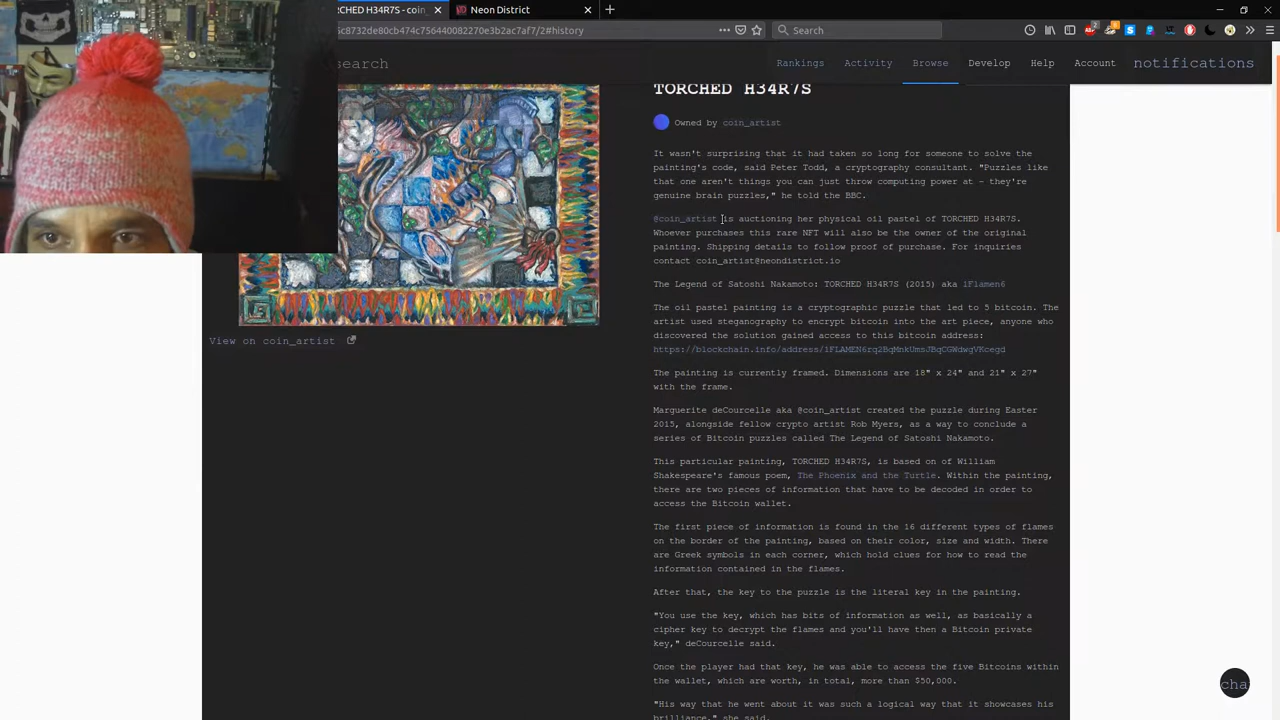 RCHED H34R7S - coin_
Neon District
6c8732de80cb474c756440082270e3b2ac7af7/2#history
Search
search
Rankings
Activity
Browse
Develop
Help
Account
notifications
TORCHED H34R7S
Owned by coin_artist
It wasn't surprising that it had taken so long for someone to solve the
painting's code, said Peter Todd, a cryptography consultant. "Puzzles like
that one aren't things you can just throw computing power at - they're
genuine brain puzzles," he told the BBC.
@coin_artist is auctioning her physical oil pastel of TORCHED H34R7S.
Whoever purchases this rare NFT will also be the owner of the original
painting. Shipping details to follow proof of purchase. For inquiries
contact coin_artist@neondistrict.io
The Legend of Satoshi Nakamoto: TORCHED H34R7S (2015) aka 1Flamen6
The oil pastel painting is a cryptographic puzzle that led to 5 bitcoin. The
artist used steganography to encrypt bitcoin into the art piece, anyone who
discovered the solution gained access to this bitcoin address:
https://blockchain.info/address/1FLAMEN6rq2BqMnkUmsJBqCGWdwgVKcegd
The painting is currently framed. Dimensions are 18" x 24" and 21" x 27"
with the frame.
Marguerite deCourcelle aka @coin_artist created the puzzle during Easter
2015, alongside fellow crypto artist Rob Myers, as a way to conclude a
series of Bitcoin puzzles called The Legend of Satoshi Nakamoto.
This particular painting, TORCHED H34R7S, is based on of William
Shakespeare's famous poem, The Phoenix and the Turtle. Within the painting,
there are two pieces of information that have to be decoded in order to
access the Bitcoin wallet.
The first piece of information is found in the 16 different types of flames
on the border of the painting, based on their color, size and width. There
are Greek symbols in each corner, which hold clues for how to read the
information contained in the flames.
After that, the key to the puzzle is the literal key in the painting.
"You use the key, which has bits of information as well, as basically a
cipher key to decrypt the flames and you'll have then a Bitcoin private
key," deCourcelle said.
Once the player had that key, he was able to access the five Bitcoins within
the wallet, which are worth, in total, more than $50,000.
"His way that he went about it was such a logical way that it showcases his
brilliance," she said.
View on coin_artist
cha